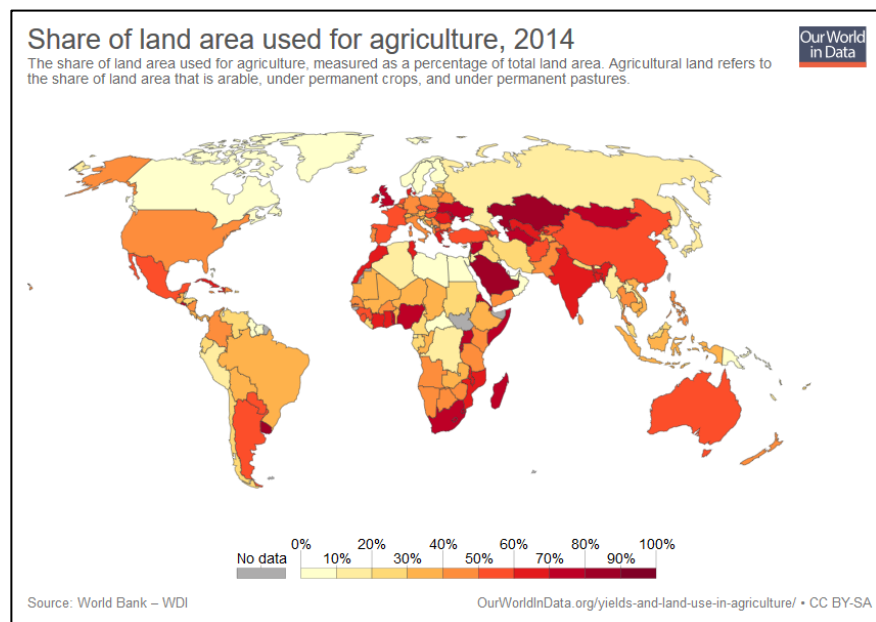 Share of land area used for agriculture, 2014
Our World
in Data
The share of land area used for agriculture, measured as a percentage of total land area. Agricultural land refers to
the share of land area that is arable, under permanent crops, and under permanent pastures.
0% 20% 40% 60% 80% 100%
No data 10% 30% 50% 70% 90%
Source: World Bank – WDI
OurWorldInData.org/yields-and-land-use-in-agriculture/ • CC BY-SA